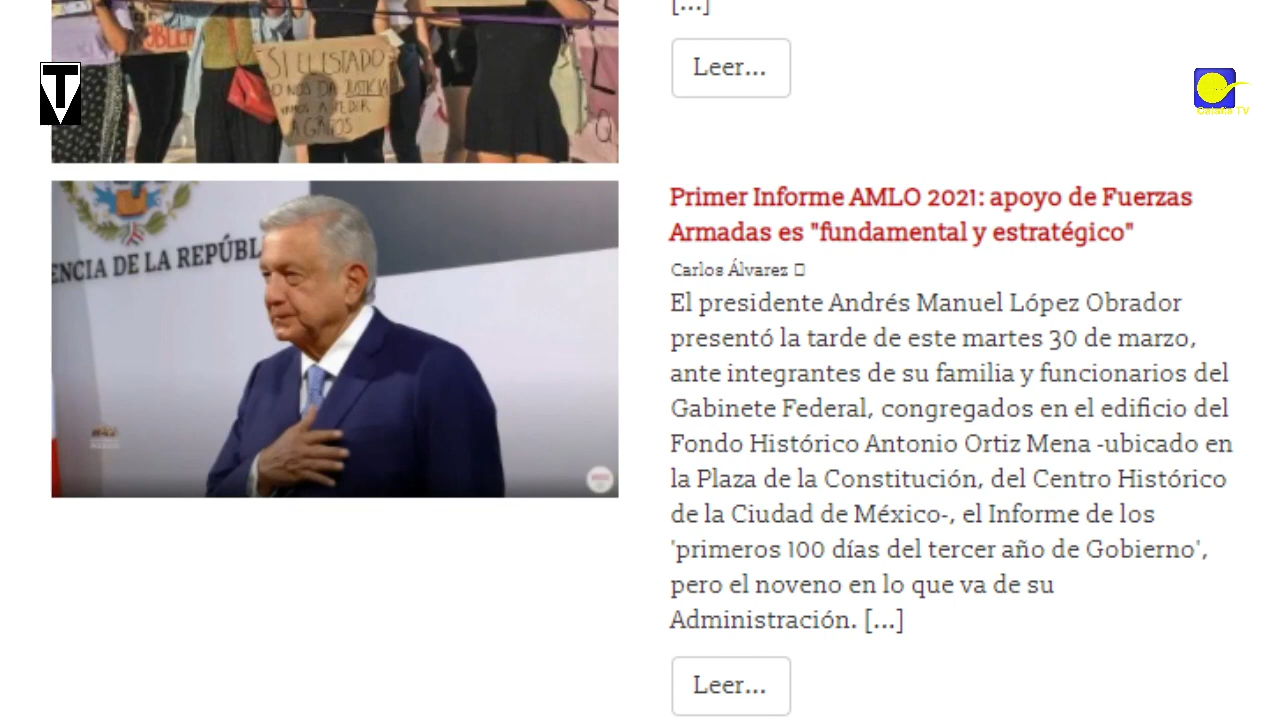 [...]
Leer...
SI EL ESTADO
NO NOS DA JUSTICIA
VAMOS A PEDIR
A GRITOS
T
Calafia TV
ENCIA DE LA REPÚBL
Primer Informe AMLO 2021: apoyo de Fuerzas
Armadas es "fundamental y estratégico"
Carlos Álvarez
El presidente Andrés Manuel López Obrador
presentó la tarde de este martes 30 de marzo,
ante integrantes de su familia y funcionarios del
Gabinete Federal, congregados en el edificio del
Fondo Histórico Antonio Ortiz Mena -ubicado en
la Plaza de la Constitución, del Centro Histórico
de la Ciudad de México-, el Informe de los
'primeros 100 días del tercer año de Gobierno',
pero el noveno en lo que va de su
Administración. [...]
Leer...